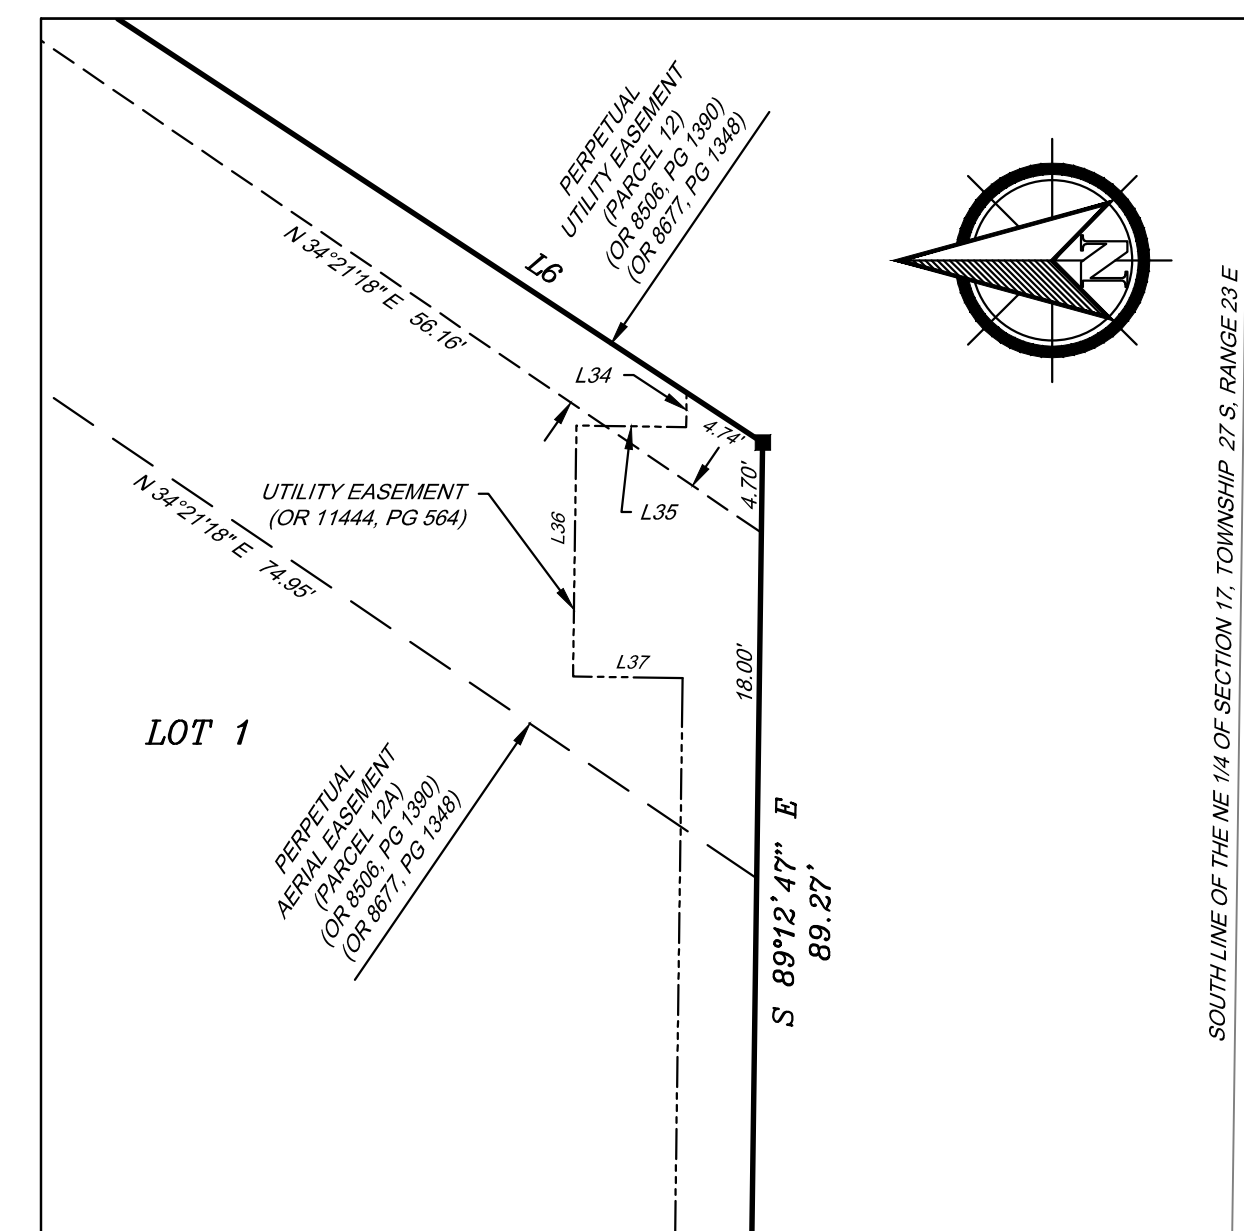 PERPETUAL
UTILITY EASEMENT
(PARCEL 12)
(OR 8506, PG 1390)
(OR 8677, PG 1348)
N
L6
N 34°21'18" E 56.16'
L34
4.74'
4.70'
L35
UTILITY EASEMENT
(OR 11444, PG 564)
L36
N 34°21'18" E 74.95'
L37
18.00'
LOT 1
PERPETUAL
AERIAL EASEMENT
(PARCEL 12A)
(OR 8506, PG 1390)
(OR 8677, PG 1348)
S 89°12'47" E
89.27'
SOUTH LINE OF THE NE 1/4 OF SECTION 17, TOWNSHIP 27 S, RANGE 23 E